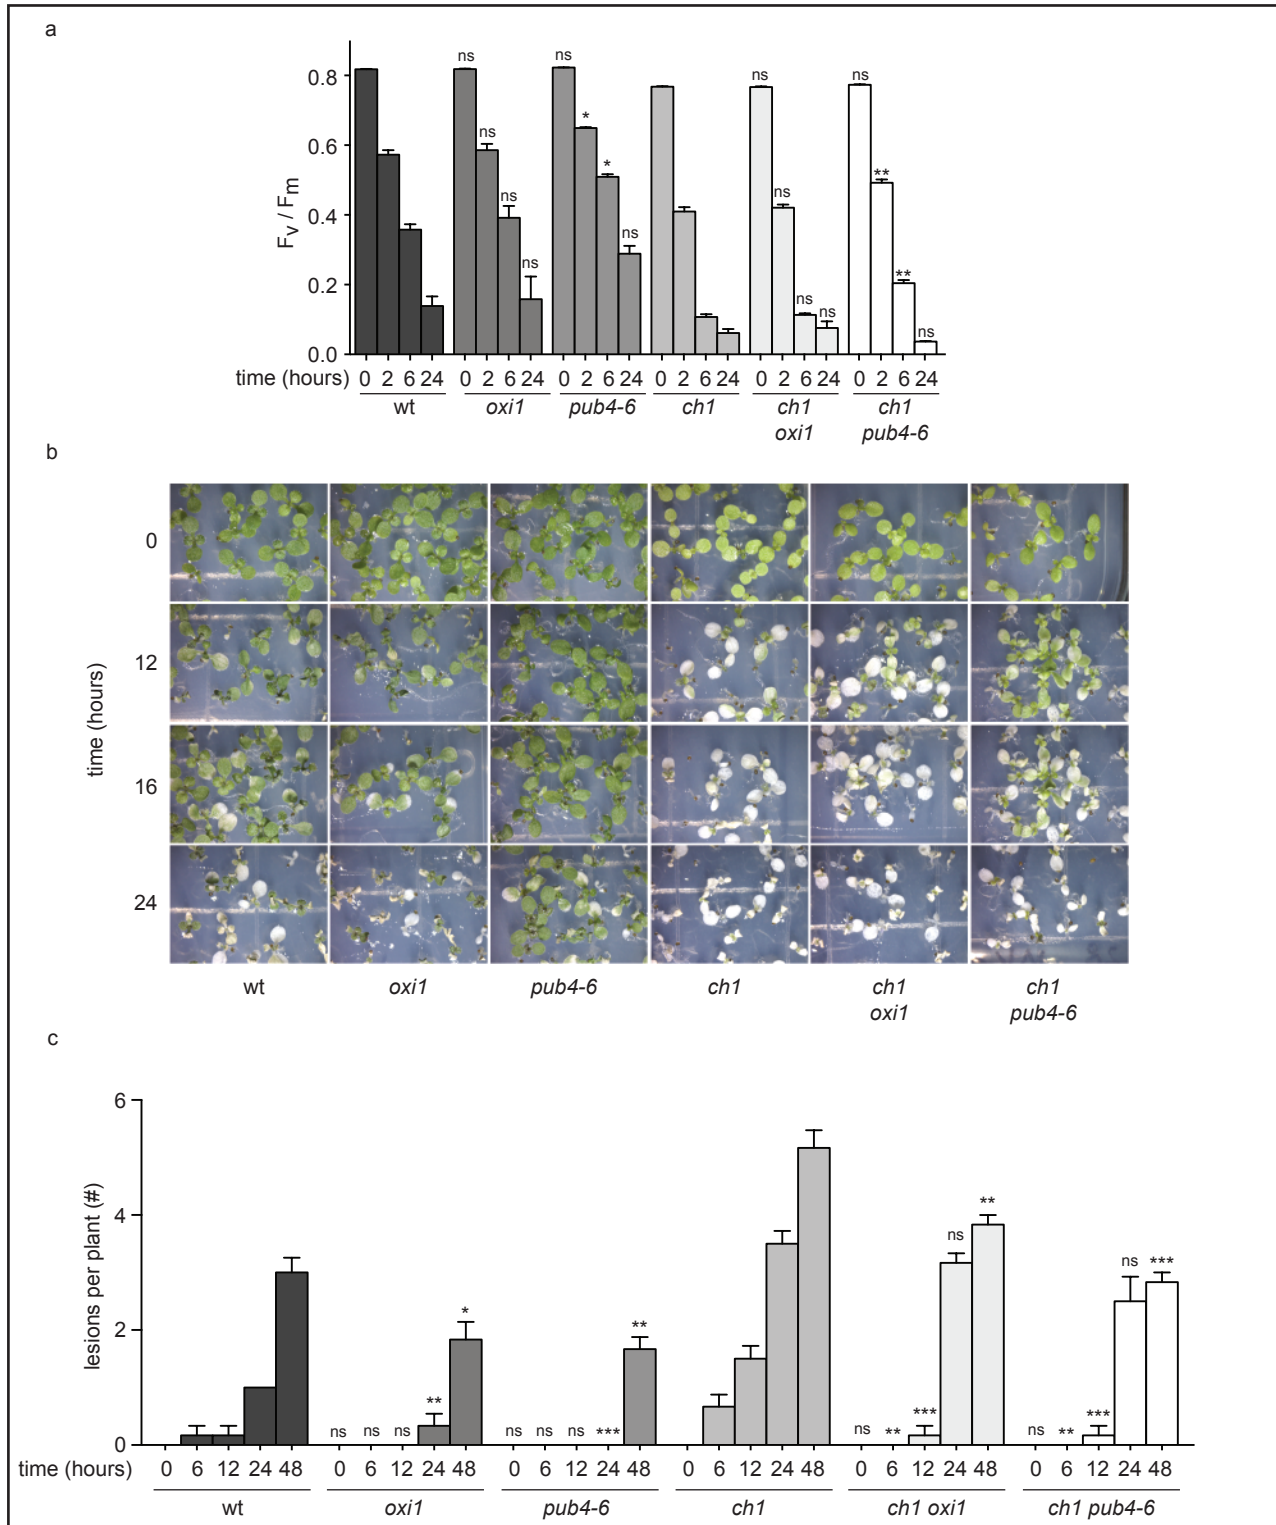 a
ns ns ns ns
0.8
* ** 
0.6 ns
* ns
ns
0.4
ns
ns **
0.2 ns ns
ns
0.0
Fv / Fm
time (hours) 0 2 6 24 0 2 6 24 0 2 6 24 0 2 6 24 0 2 6 24 0 2 6 24
wt oxi1 pub4-6 ch1 ch1 ch1
oxi1 pub4-6
b
0
12
time (hours)
16
24
wt oxi1 pub4-6 ch1 ch1 ch1
oxi1 pub4-6
c
6
4
lesions per plant (#)
** 
ns ns ***
2
* **
** ***
***
ns ns ns ns ns ns *** ns ** ns **
0
time (hours) 0 6 12 24 48 0 6 12 24 48 0 6 12 24 48 0 6 12 24 48 0 6 12 24 48 0 6 12 24 48
wt oxi1 pub4-6 ch1 ch1 oxi1 ch1 pub4-6